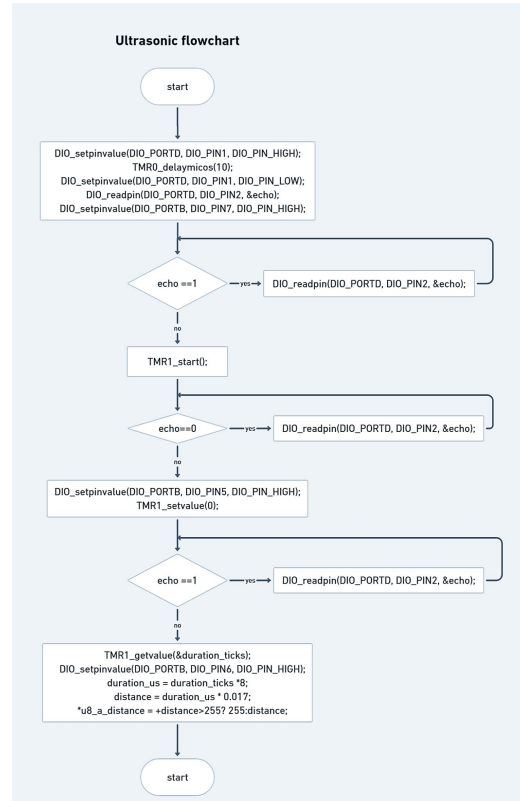 Ultrasonic flowchart
start
DIO_setpinvalue(DIO_PORTD, DIO_PIN1, DIO_PIN_HIGH);
TMR0_delaymicos(10);
DIO_setpinvalue(DIO_PORTD, DIO_PIN1, DIO_PIN_LOW);
DIO_readpin(DIO_PORTD, DIO_PIN2, &echo);
DIO_setpinvalue(DIO_PORTB, DIO_PIN7, DIO_PIN_HIGH);
echo ==1
yes
DIO_readpin(DIO_PORTD, DIO_PIN2, &echo);
no
TMR1_start();
echo==0
yes
DIO_readpin(DIO_PORTD, DIO_PIN2, &echo);
no
DIO_setpinvalue(DIO_PORTB, DIO_PIN5, DIO_PIN_HIGH);
TMR1_setvalue(0);
echo ==1
yes
DIO_readpin(DIO_PORTD, DIO_PIN2, &echo);
no
TMR1_getvalue(&duration_ticks);
DIO_setpinvalue(DIO_PORTB, DIO_PIN6, DIO_PIN_HIGH);
duration_us = duration_ticks *8;
distance = duration_us * 0.017;
*u8_a_distance = +distance>255? 255:distance;
start